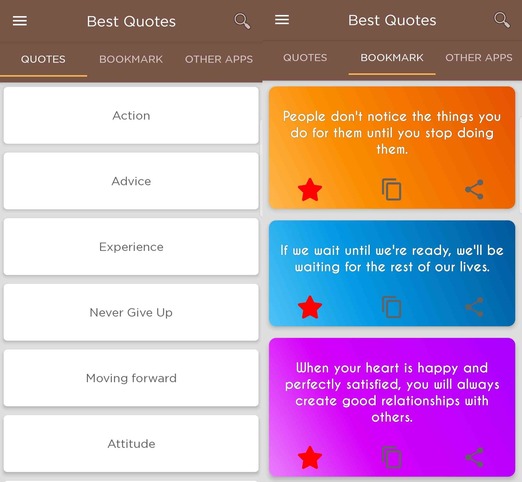 Best Quotes
QUOTES
BOOKMARK
OTHER APPS
Action
Advice
Experience
Never Give Up
Moving forward
Attitude
Best Quotes
QUOTES
BOOKMARK
OTHER APPS
People don't notice the things you
do for them until you stop doing
them.
If we wait until we're ready, we'll be
waiting for the rest of our lives.
When your heart is happy and
perfectly satisfied, you will always
create good relationships with
others.